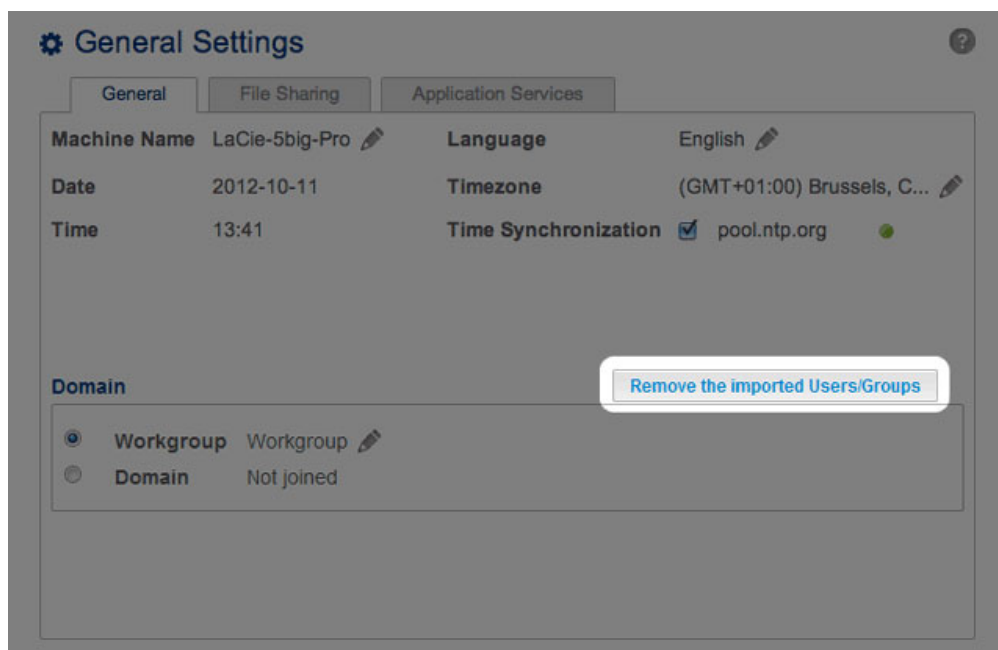 General Settings
General File Sharing Application Services
Machine Name LaCie-5big-Pro Language English
Date 2012-10-11 Timezone (GMT+01:00) Brussels, C...
Time 13:41 Time Synchronization pool.ntp.org
Domain Remove the imported Users/Groups
Workgroup Workgroup
Domain Not joined